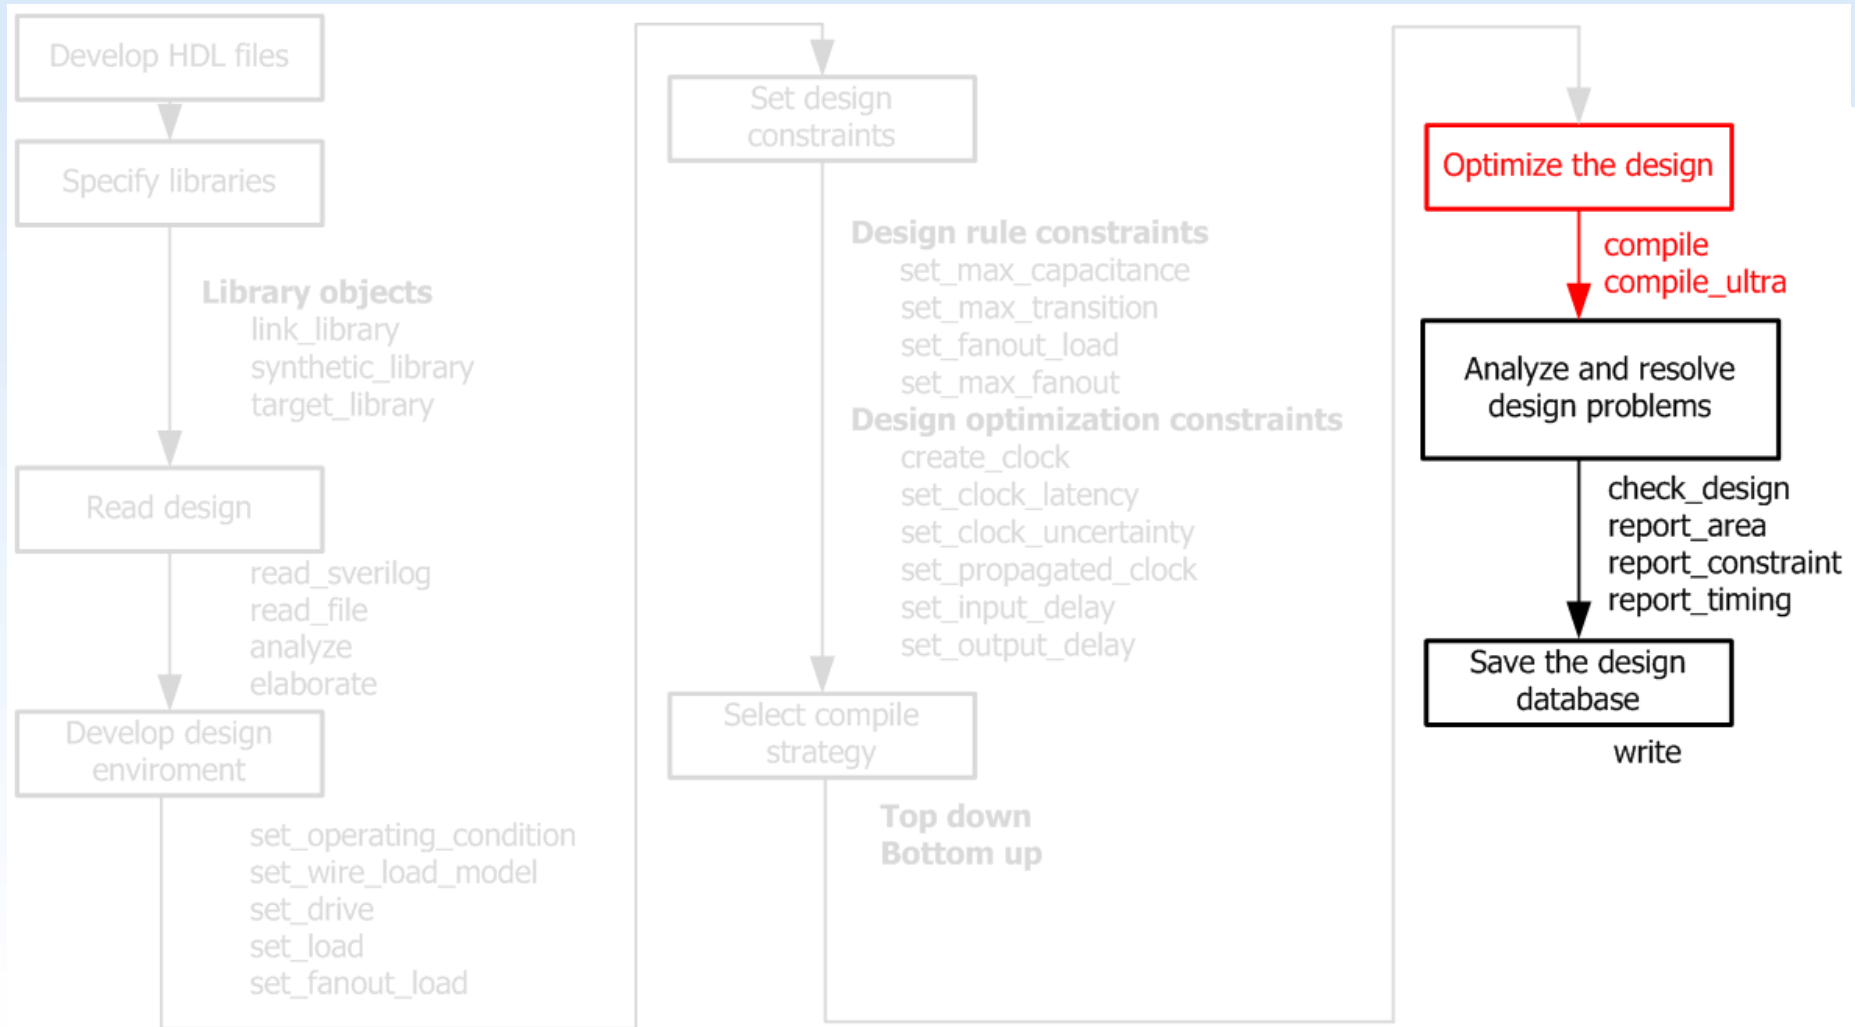 Develop HDL files
Specify libraries
Library objects
link_library
synthetic_library
target_library
Read design
read_sverilog
read_file
analyze
elaborate
Develop design
enviroment
set_operating_condition
set_wire_load_model
set_drive
set_load
set_fanout_load
Set design
constraints
Design rule constraints
set_max_capacitance
set_max_transition
set_fanout_load
set_max_fanout
Design optimization constraints
create_clock
set_clock_latency
set_clock_uncertainty
set_propagated_clock
set_input_delay
set_output_delay
Select compile
strategy
Top down
Bottom up
Optimize the design
compile
compile_ultra
Analyze and resolve
design problems
check_design
report_area
report_constraint
report_timing
Save the design
database
write